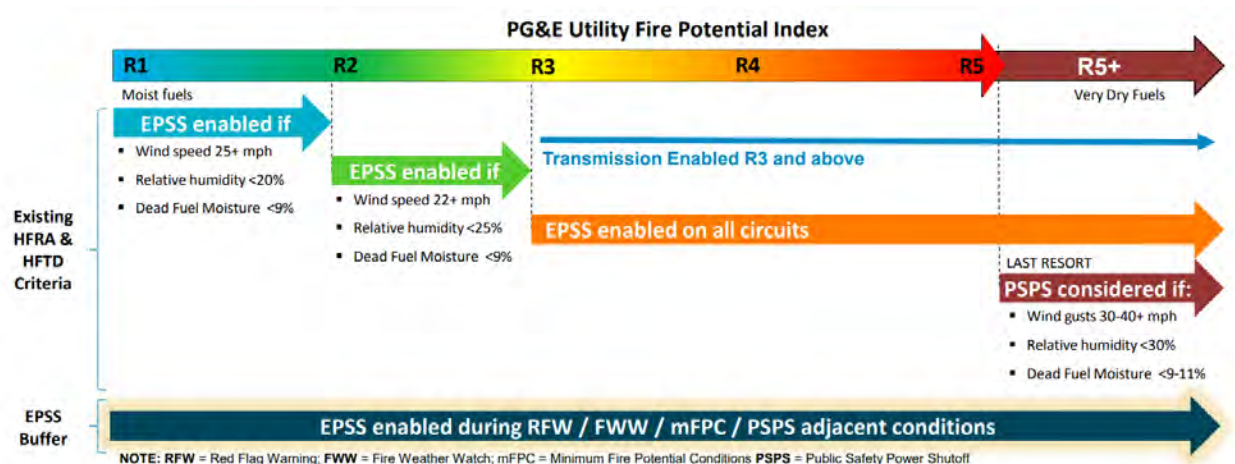 PG&E Utility Fire Potential Index
R1 R2 R3 R4 R5 R5+
Moist fuels
Very Dry Fuels
EPSS enabled if
▪ Wind speed 25+ mph
▪ Relative humidity <20%
▪ Dead Fuel Moisture <9%
EPSS enabled if
▪ Wind speed 22+ mph
▪ Relative humidity <25%
▪ Dead Fuel Moisture <9%
Transmission Enabled R3 and above
EPSS enabled on all circuits
LAST RESORT
PSPS considered if:
▪ Wind gusts 30-40+ mph
▪ Relative humidity <30%
▪ Dead Fuel Moisture <9-11%
Existing
HFRA &
HFTD
Criteria
EPSS
Buffer
EPSS enabled during RFW / FWW / mFPC / PSPS adjacent conditions
NOTE: RFW = Red Flag Warning; FWW = Fire Weather Watch; mFPC = Minimum Fire Potential Conditions PSPS = Public Safety Power Shutoff